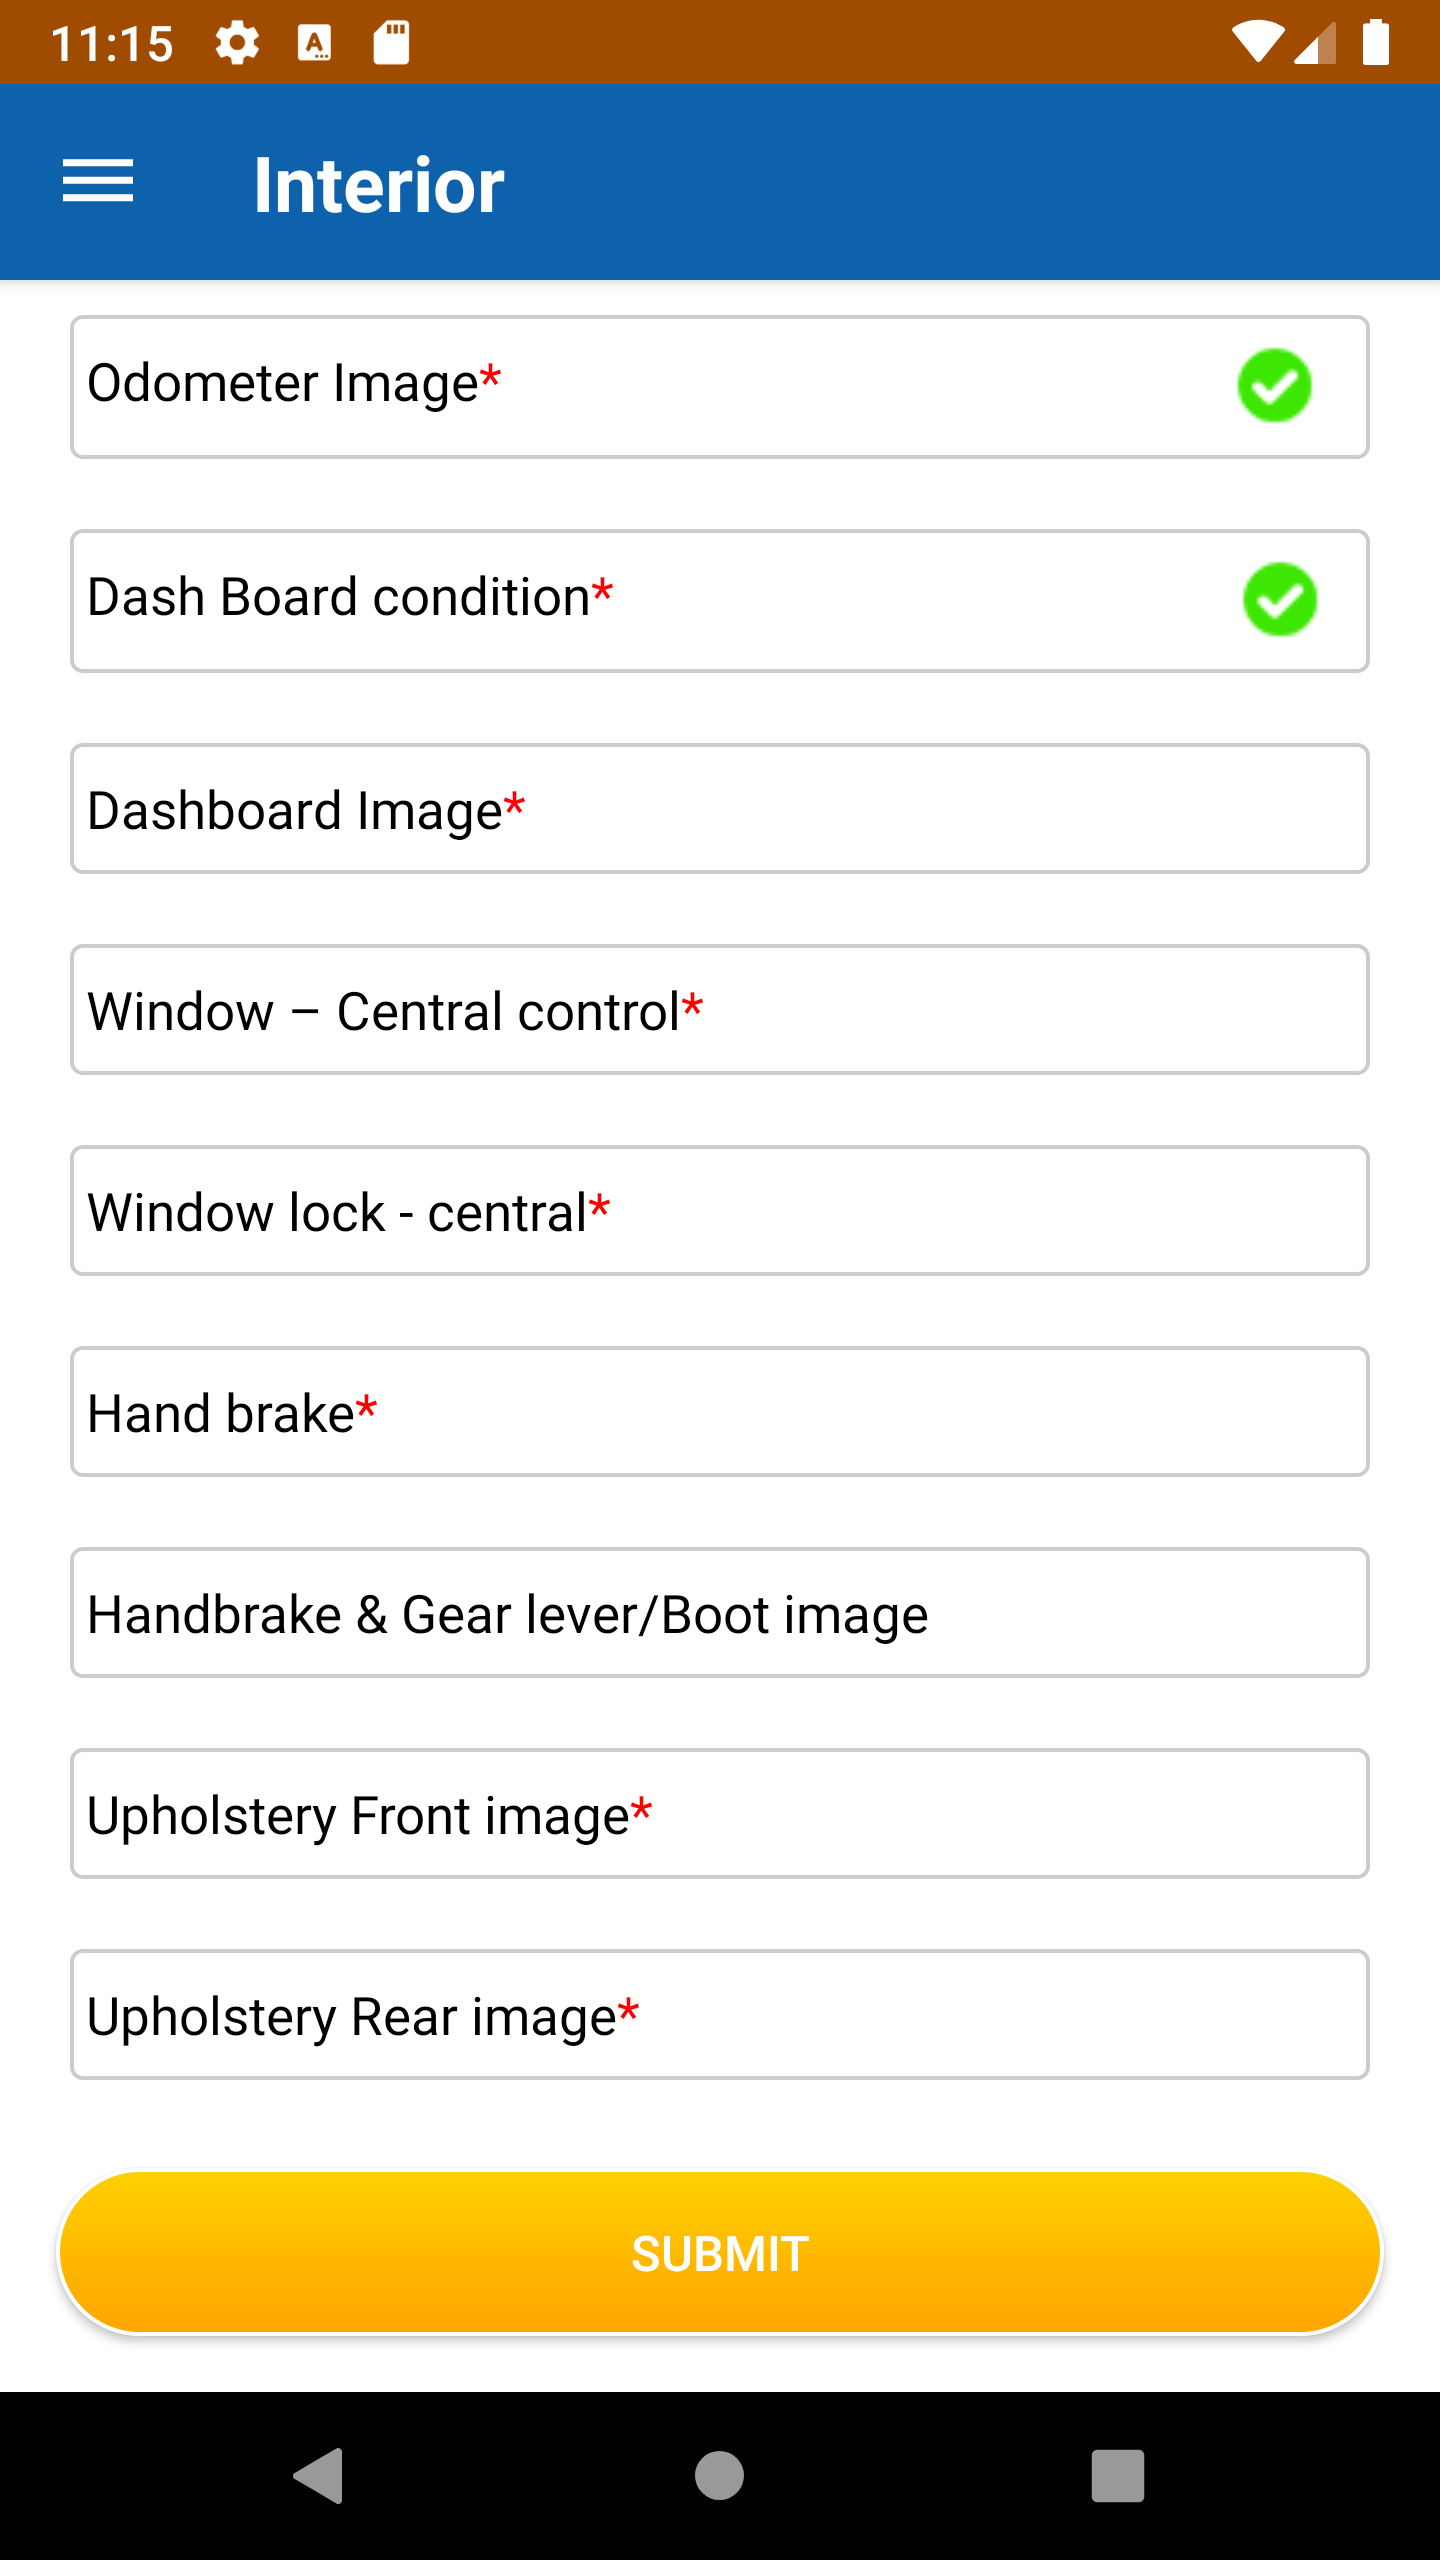 11:15
Interior
Odometer Image*
Dash Board condition*
Dashboard Image*
Window – Central control*
Window lock - central*
Hand brake*
Handbrake & Gear lever/Boot image
Upholstery Front image*
Upholstery Rear image*
SUBMIT